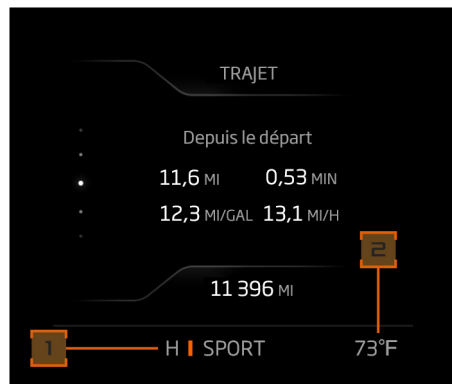 TRAJET
Depuis le départ
11,6 MI 0,53 MIN
12,3 MI/GAL 13,1 MI/H
2
11 396 MI
1 H SPORT 73°F